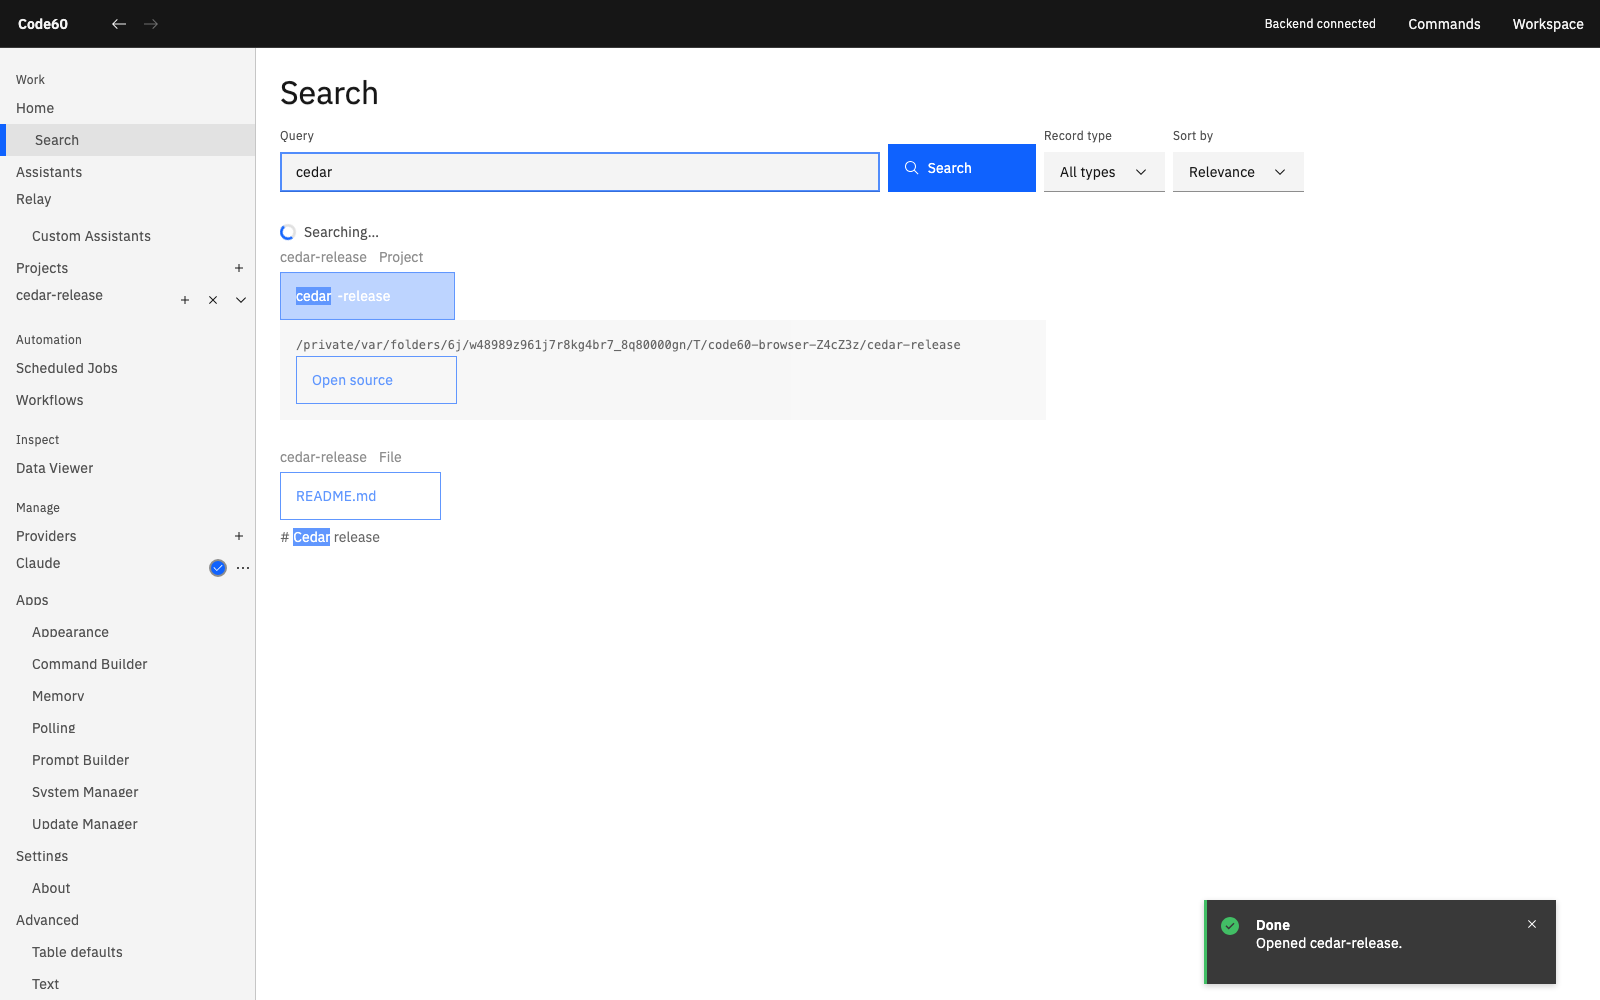 Code60
Backend connected
Commands
Workspace
Work
Home
Search
Assistants
Relay
Custom Assistants
Projects
cedar-release
Automation
Scheduled Jobs
Workflows
Inspect
Data Viewer
Manage
Providers
Claude
Apps
Appearance
Command Builder
Memory
Polling
Prompt Builder
System Manager
Update Manager
Settings
About
Advanced
Table defaults
Text
Search
Query
cedar
Search
Record type
All types
Sort by
Relevance
Searching...
cedar-release Project
cedar -release
/private/var/folders/6j/w48989z961j7r8kg4br7_8q80000gn/T/code60-browser-Z4cZ3z/cedar-release
Open source
cedar-release File
README.md
# Cedar release
Done
Opened cedar-release.